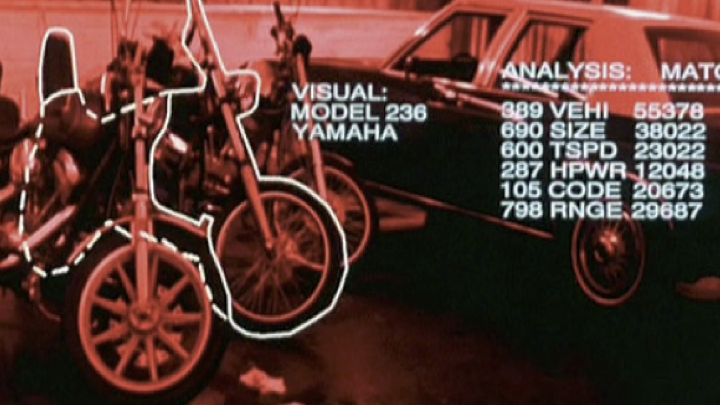 VISUAL:
MODEL 236
YAMAHA
ANALYSIS: MATC
*******************
389 VEHI 55378
690 SIZE 38022
600 TSPD 23022
287 HPWR 12048
105 CODE 20673
798 RNGE 29687